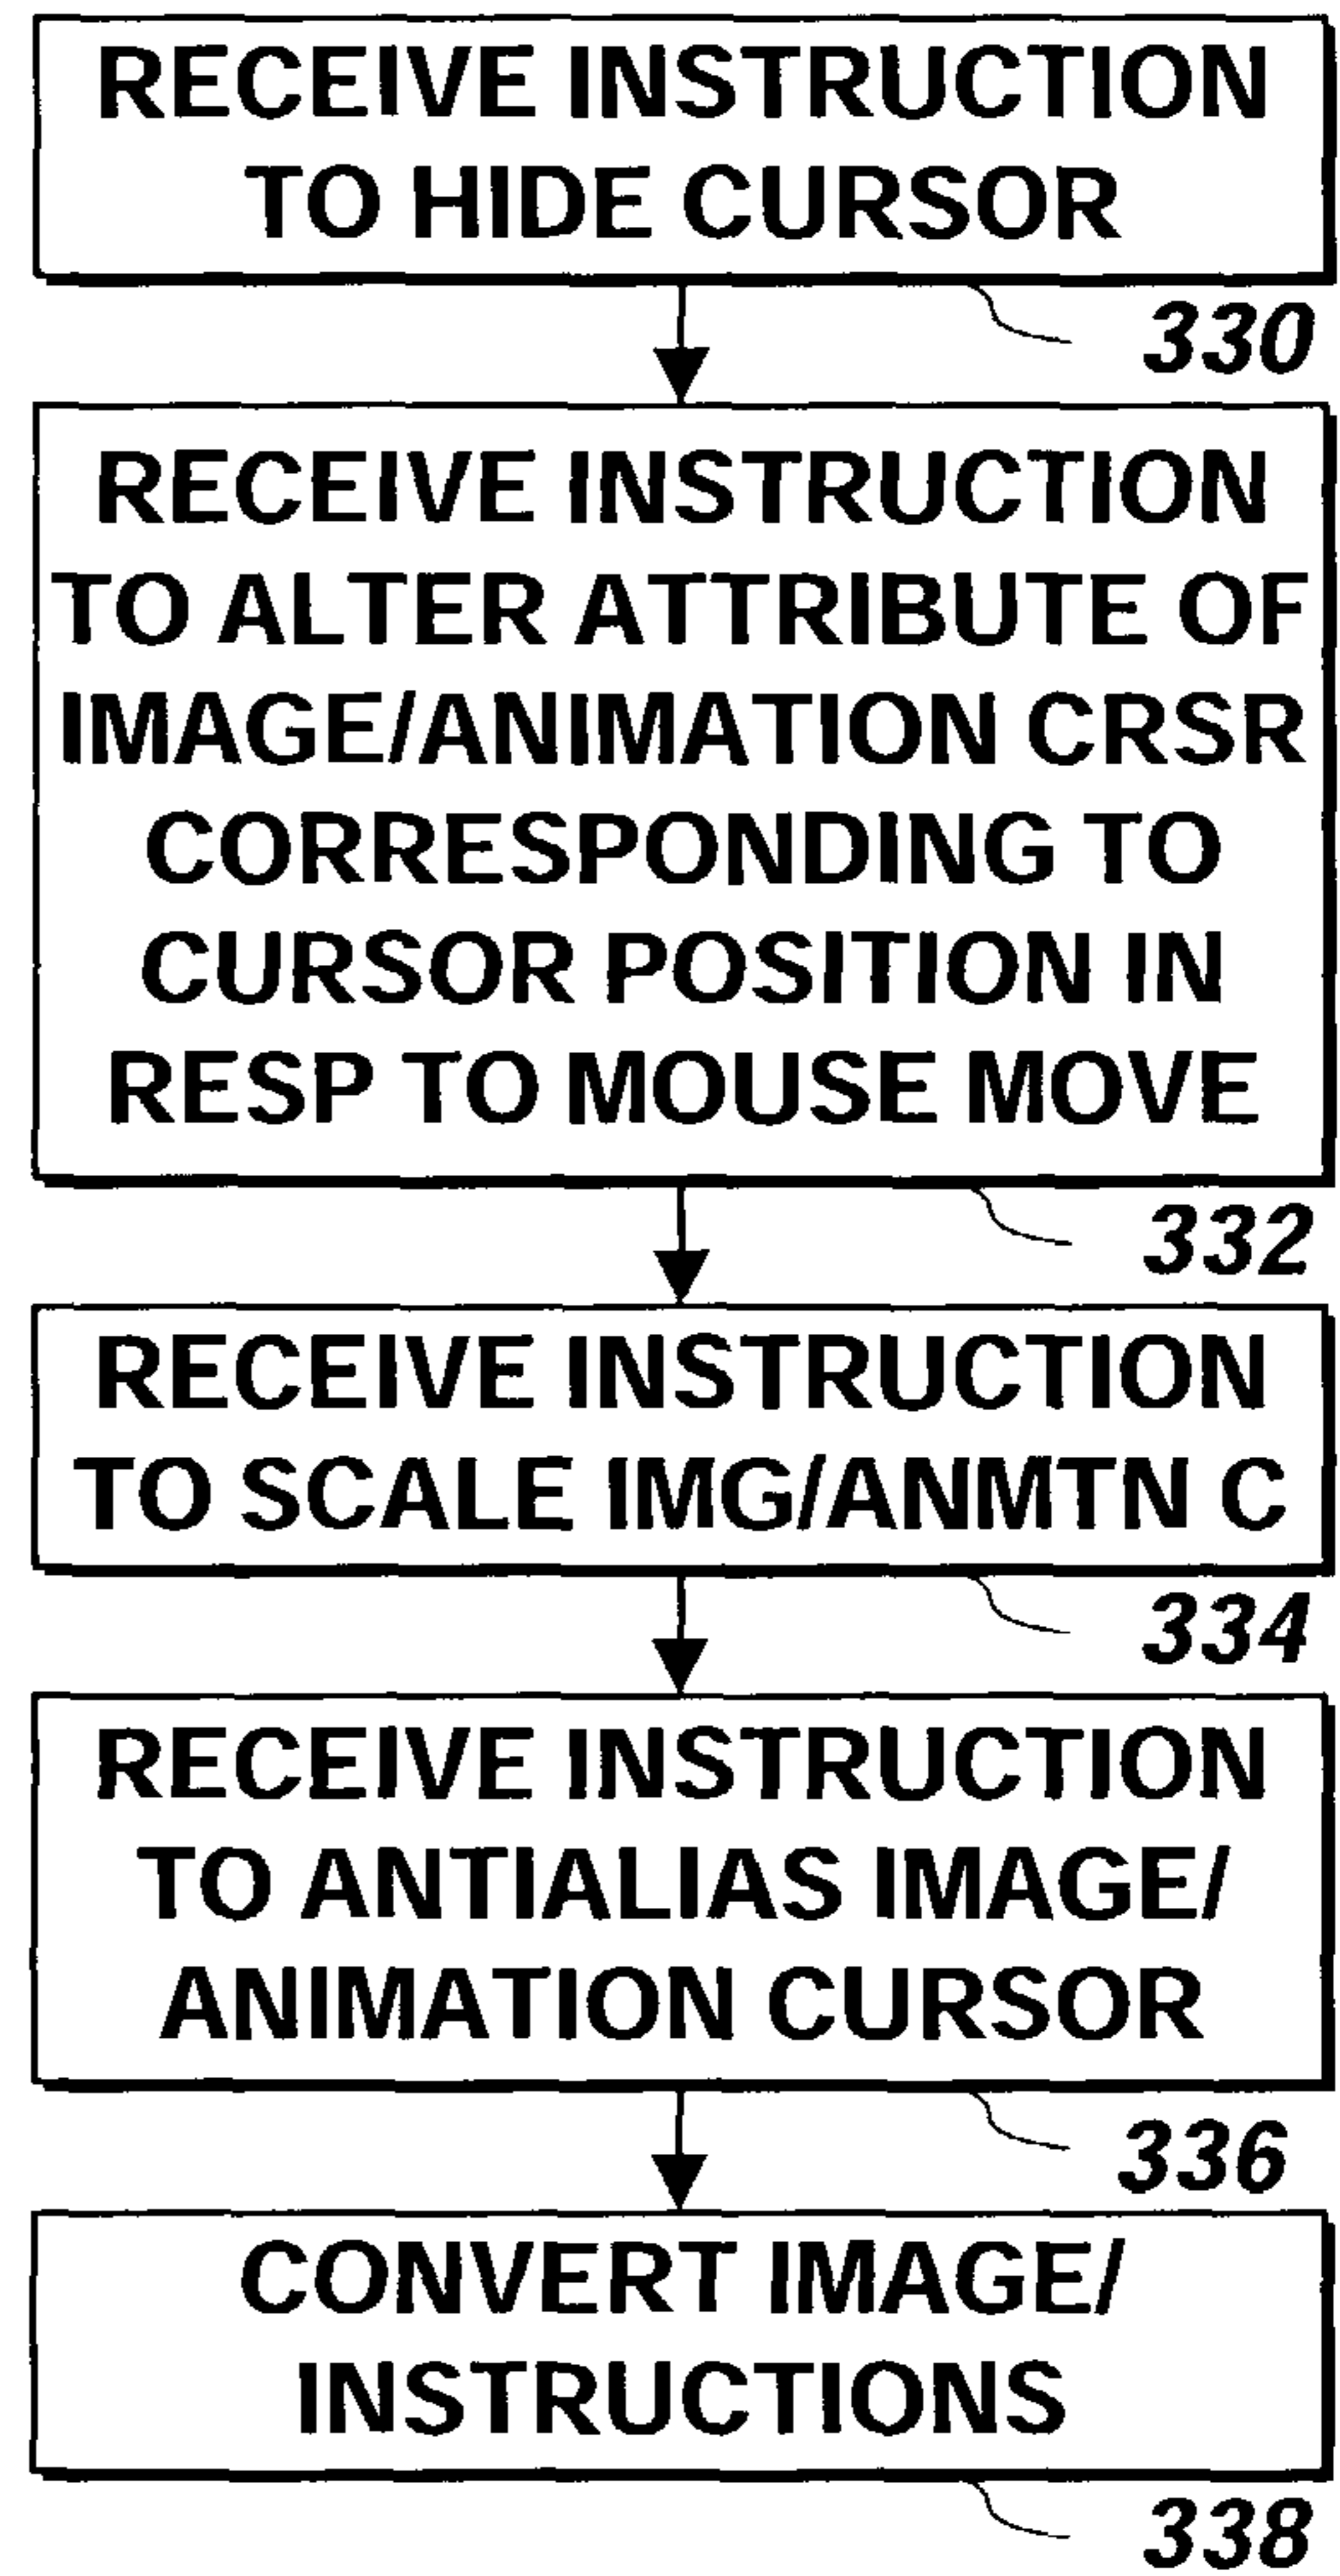 RECEIVE INSTRUCTION
TO HIDE CURSOR
330
RECEIVE INSTRUCTION
TO ALTER ATTRIBUTE OF
IMAGE/ANIMATION CRSR
CORRESPONDING TO
CURSOR POSITION IN
RESP TO MOUSE MOVE
332
RECEIVE INSTRUCTION
TO SCALE IMG/ANMTN C
334
RECEIVE INSTRUCTION
TO ANTIALIAS IMAGE/
ANIMATION CURSOR
336
CONVERT IMAGE/
INSTRUCTIONS
338